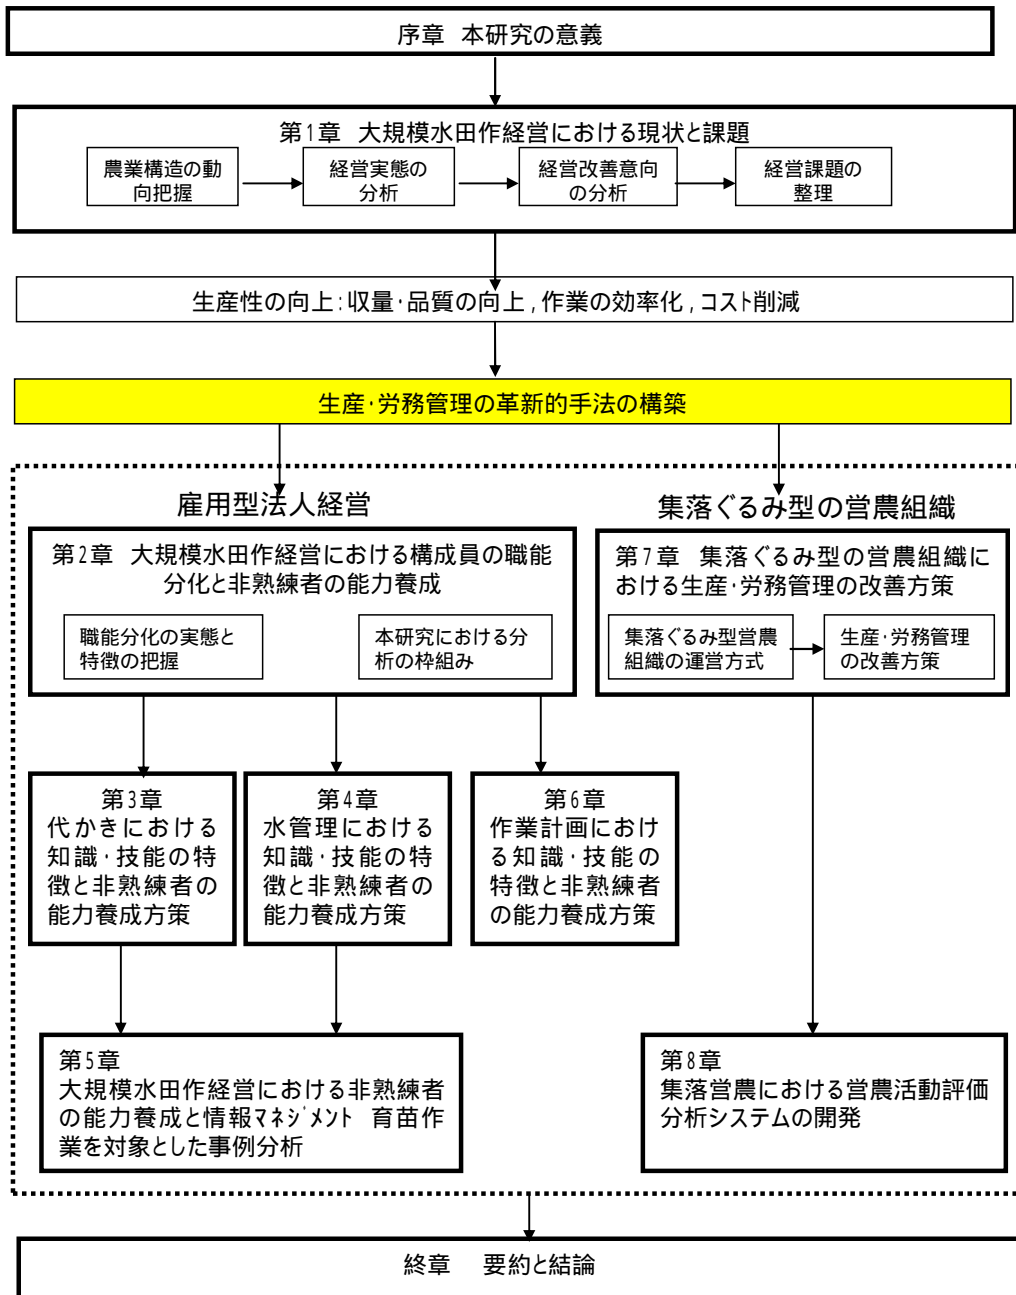 序章 本研究の意義
第1章 大規模水田作経営における現状と課題
農業構造の動
向把握
経営実態の
分析
経営改善意向
の分析
経営課題の
整理
生産性の向上:収量・品質の向上,作業の効率化,コスト削減
生産・労務管理の革新的手法の構築
雇用型法人経営
第2章 大規模水田作経営における構成員の職能
分化と非熟練者の能力養成
職能分化の実態と
特徴の把握
本研究における分
析の枠組み
集落ぐるみ型の営農組織
第7章 集落ぐるみ型の営農組織に
おける生産・労務管理の改善方策
集落ぐるみ型営農
組織の運営方式
生産・労務管理
の改善方策
第3章
代かきにおける
知識・技能の特
徴と非熟練者の
能力養成方策
第4章
水管理における
知識・技能の特
徴と非熟練者の
能力養成方策
第6章
作業計画におけ
る知識・技能の
特徴と非熟練者
の能力養成方策
第5章
大規模水田作経営における非熟練者
の能力養成と情報マネジメント 育苗作
業を対象とした事例分析
第8章
集落営農における営農活動評価
分析システムの開発
終章 要約と結論